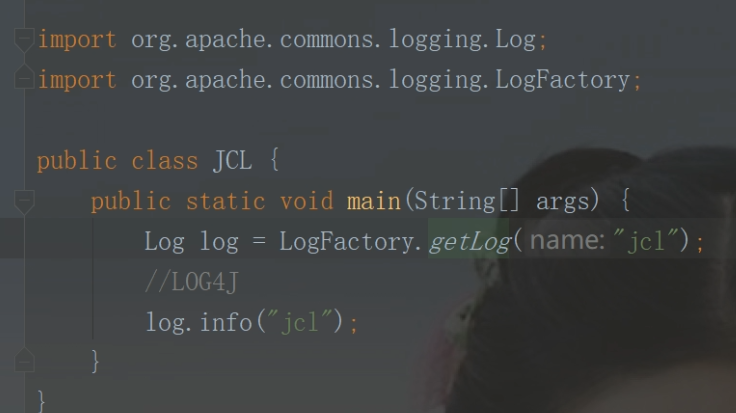 import org.apache.commons.logging.Log;
import org.apache.commons.logging.LogFactory;
public class JCL {
public static void main(String[] args) {
Log log = LogFactory.getLog( name: "jcl");
//LOG4J
log.info("jcl");
}
}